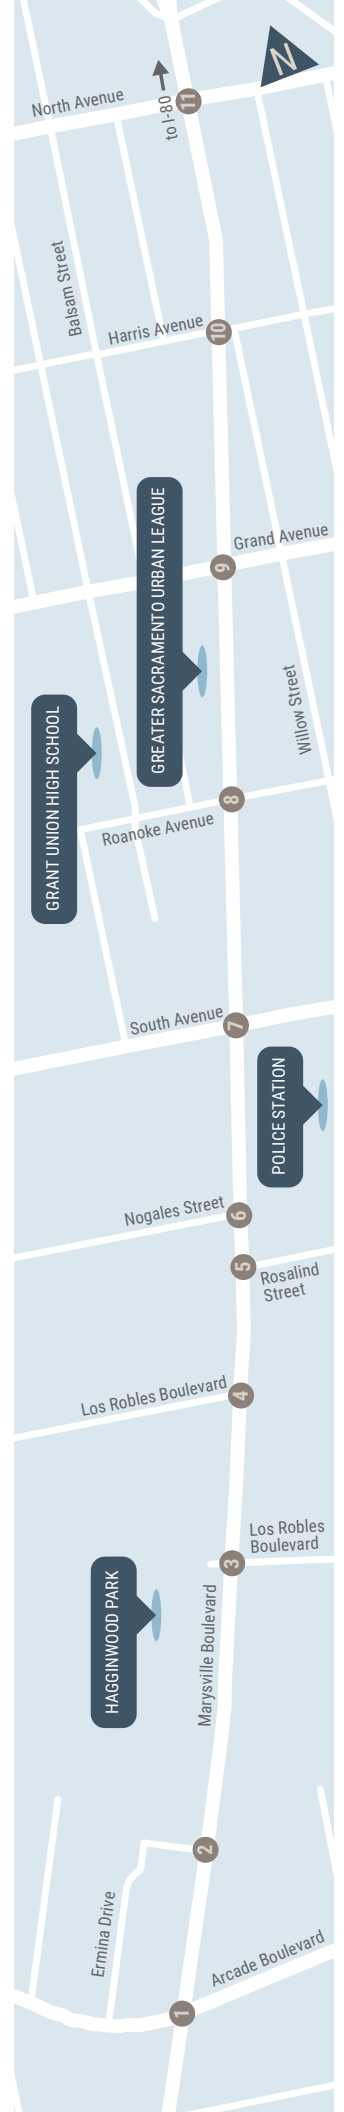 N
North Avenue
to I-80
11
Balsam Street
Harris Avenue
10
GREATER SACRAMENTO URBAN LEAGUE
Grand Avenue
9
GRANT UNION HIGH SCHOOL
Willow Street
8
Roanoke Avenue
South Avenue
7
POLICE STATION
Nogales Street
6
5
Rosalind
Street
Los Robles Boulevard
4
Los Robles
Boulevard
3
HAGGINWOOD PARK
Marysville Boulevard
2
Ermina Drive
Arcade Boulevard
1